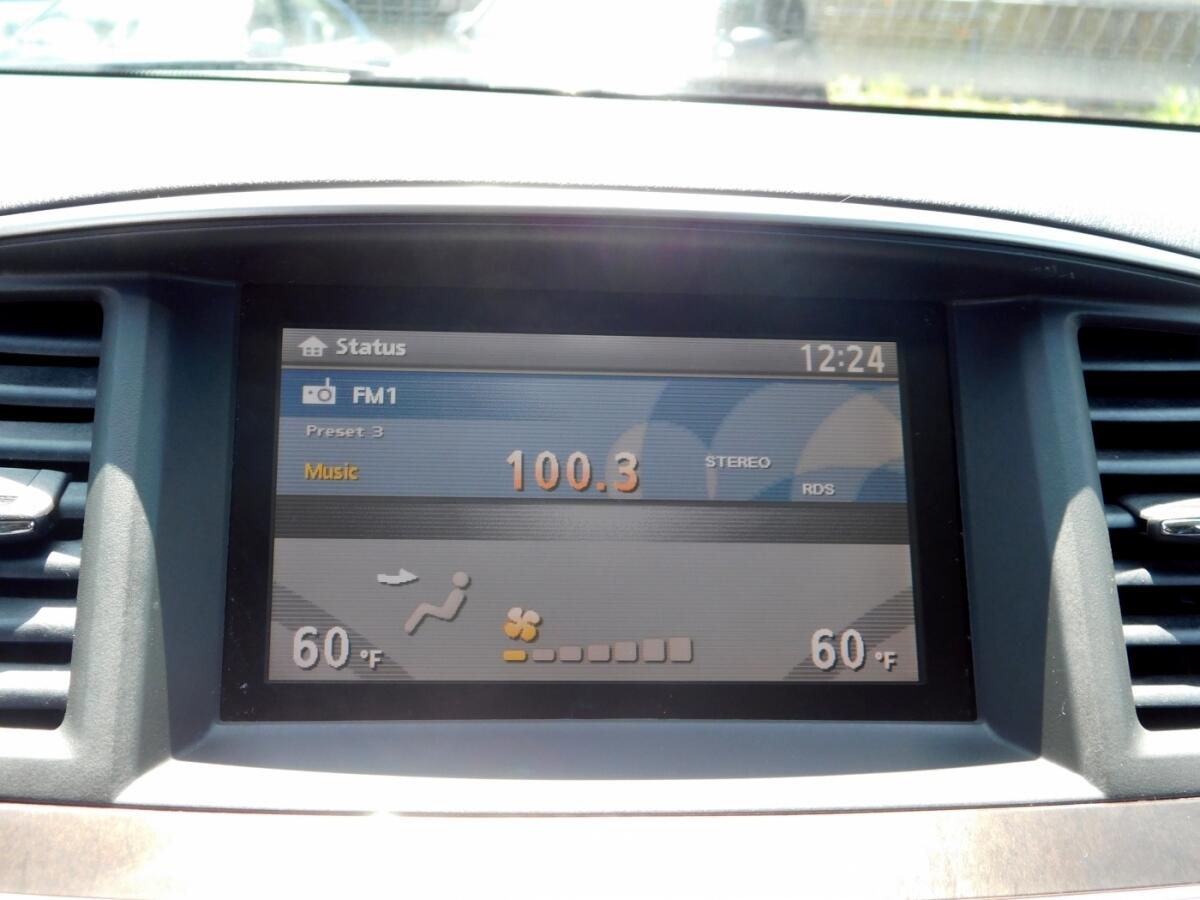 Status 12:24
FM1
Preset 3
Music 100.3 STEREO
RDS
60 °F 60 °F